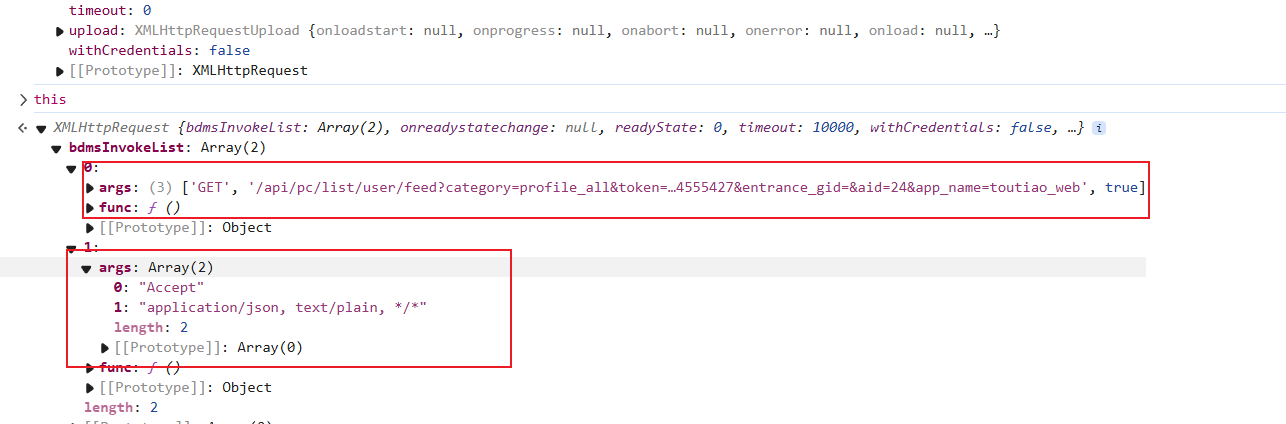 timeout: 0
upload: XMLHttpRequestUpload {onloadstart: null, onprogress: null, onabort: null, onerror: null, onload: null, …}
withCredentials: false
[[Prototype]]: XMLHttpRequest
this
XMLHttpRequest {bdmsInvokeList: Array(2), onreadystatechange: null, readyState: 0, timeout: 10000, withCredentials: false, …} i
bdmsInvokeList: Array(2)
0:
args: (3) ['GET', '/api/pc/list/user/feed?category=profile_all&token=…4555427&entrance_gid=&aid=24&app_name=toutiao_web', true]
func: ƒ ()
[[Prototype]]: Object
1:
args: Array(2)
0: "Accept"
1: "application/json, text/plain, */*"
length: 2
[[Prototype]]: Array(0)
func: ƒ ()
[[Prototype]]: Object
length: 2
[[Prototype]]: Array(0)